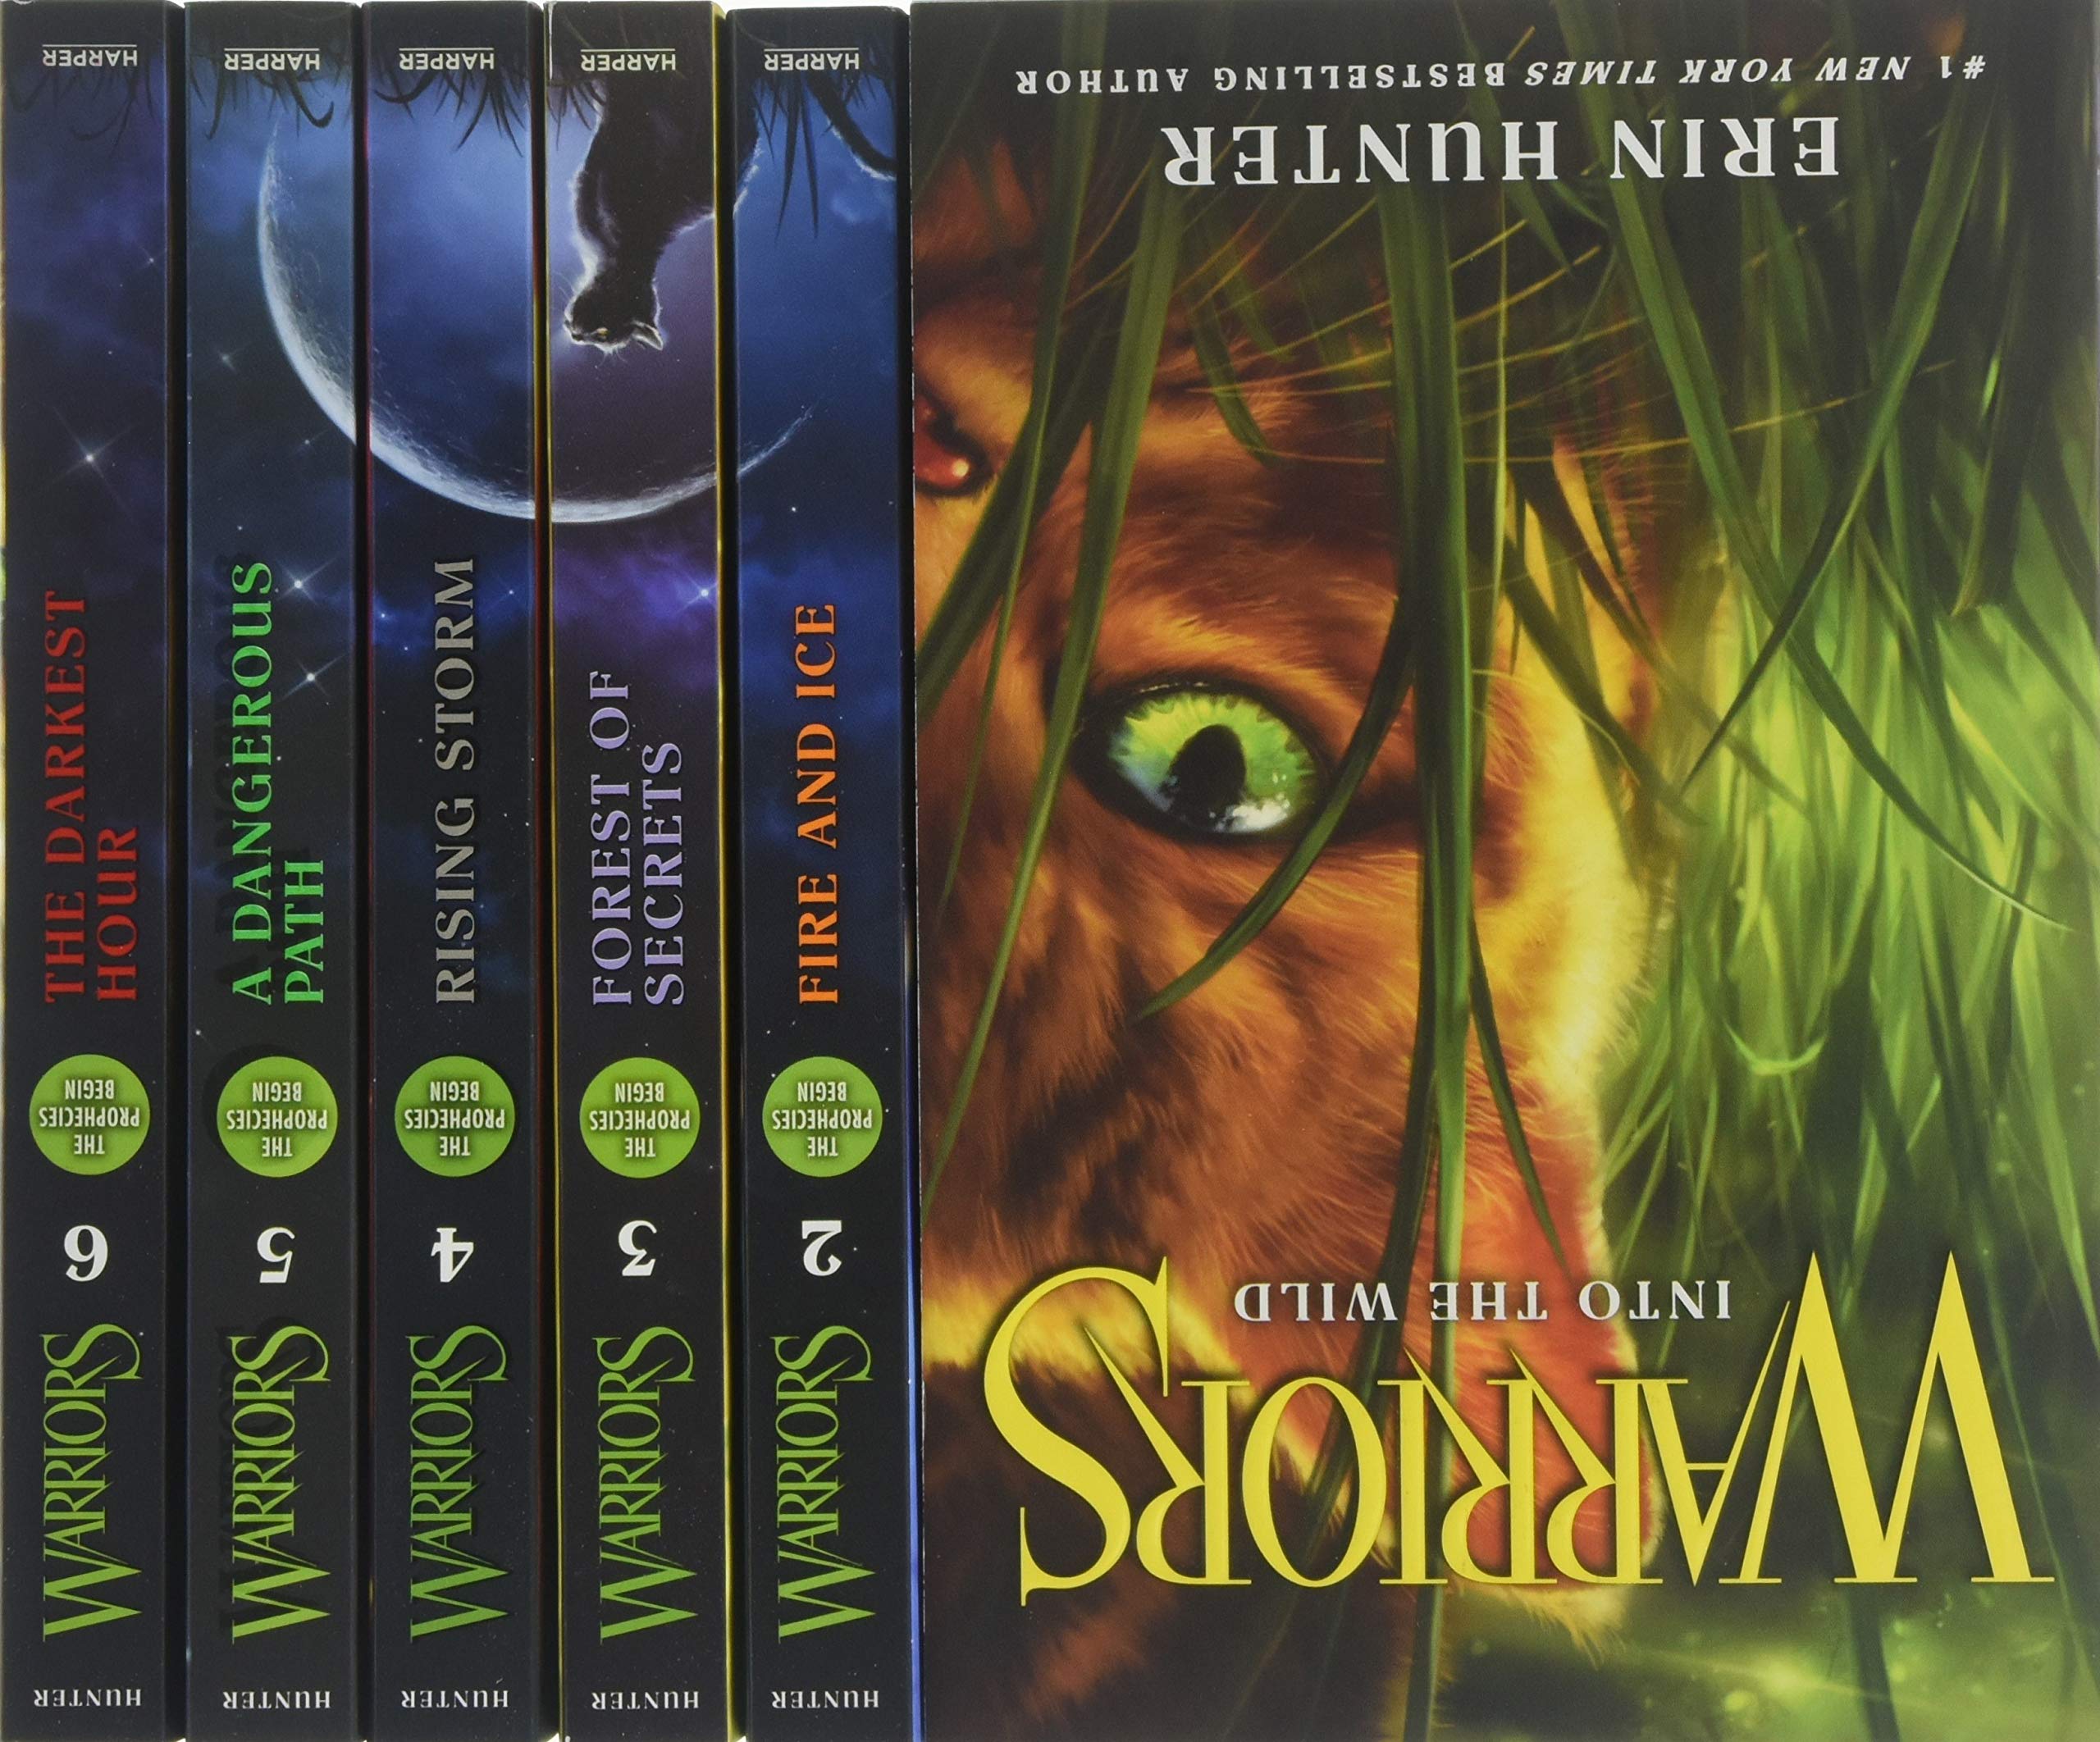 WARRIORS
INTO THE WILD
ERIN HUNTER
#1 NEW YORK TIMES BESTSELLING AUTHOR
HUNTER
WARRIORS
2
THE
PROPHECIES
BEGIN
FIRE AND ICE
HARPER
HUNTER
WARRIORS
3
THE
PROPHECIES
BEGIN
FOREST OF
SECRETS
HARPER
HUNTER
WARRIORS
4
THE
PROPHECIES
BEGIN
RISING STORM
HARPER
HUNTER
WARRIORS
5
THE
PROPHECIES
BEGIN
A DANGEROUS
PATH
HARPER
HUNTER
WARRIORS
6
THE
PROPHECIES
BEGIN
THE DARKEST
HOUR
HARPER